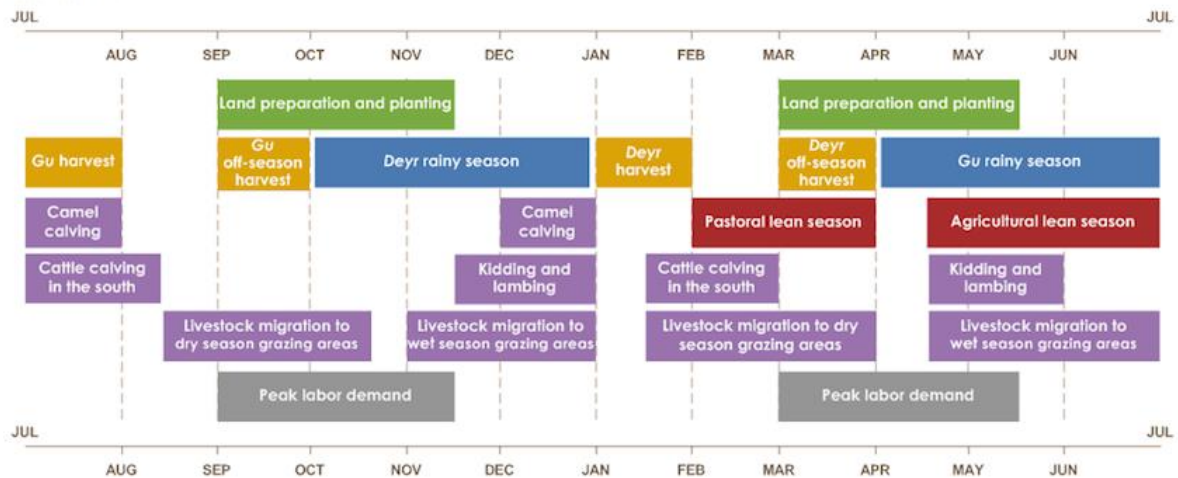 JUL JUL
AUG SEP OCT NOV DEC JAN FEB MAR APR MAY JUN
Land preparation and planting
Land preparation and planting
Gu harvest
Gu
off-season
harvest
Deyr rainy season
Deyr
harvest
Deyr
off-season
harvest
Gu rainy season
Camel
calving
Camel
calving
Pastoral lean season
Agricultural lean season
Cattle calving
in the south
Kidding and
lambing
Cattle calving
in the south
Kidding and
lambing
Livestock migration to
dry season grazing areas
Livestock migration to
wet season grazing areas
Livestock migration to dry
season grazing areas
Livestock migration to
wet season grazing areas
Peak labor demand
Peak labor demand
JUL JUL
AUG SEP OCT NOV DEC JAN FEB MAR APR MAY JUN